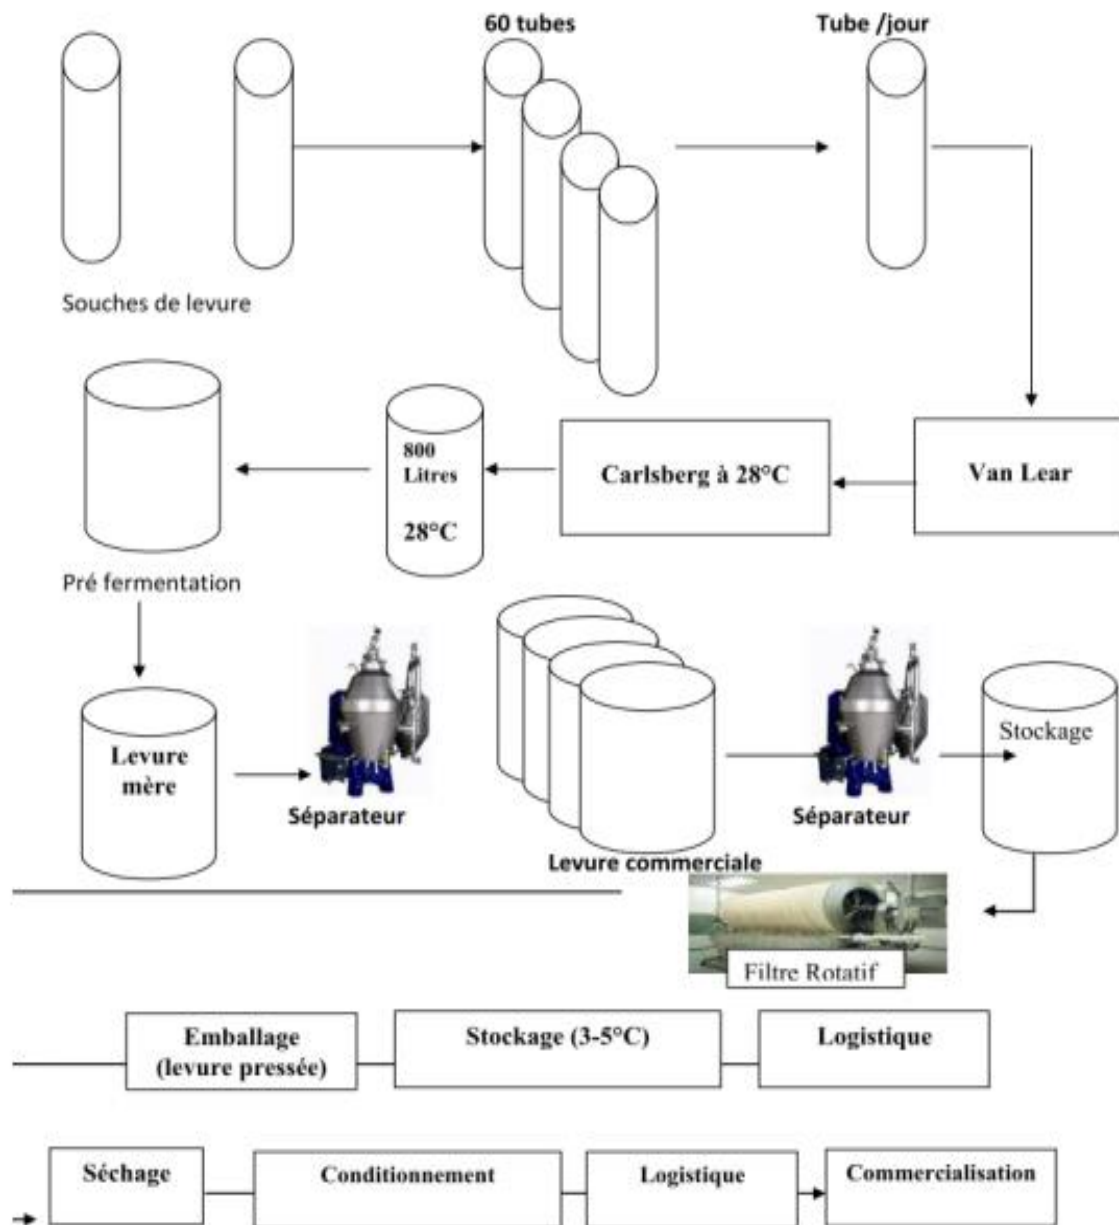 60 tubes
Tube /jour
Souches de levure
800
Litres
28°C
Carlsberg à 28°C
Van Lear
Pré fermentation
Levure
mère
Séparateur
Levure commerciale
Séparateur
Stockage
Filtre Rotatif
Emballage
(levure pressée)
Stockage (3-5°C)
Logistique
Séchage
Conditionnement
Logistique
Commercialisation